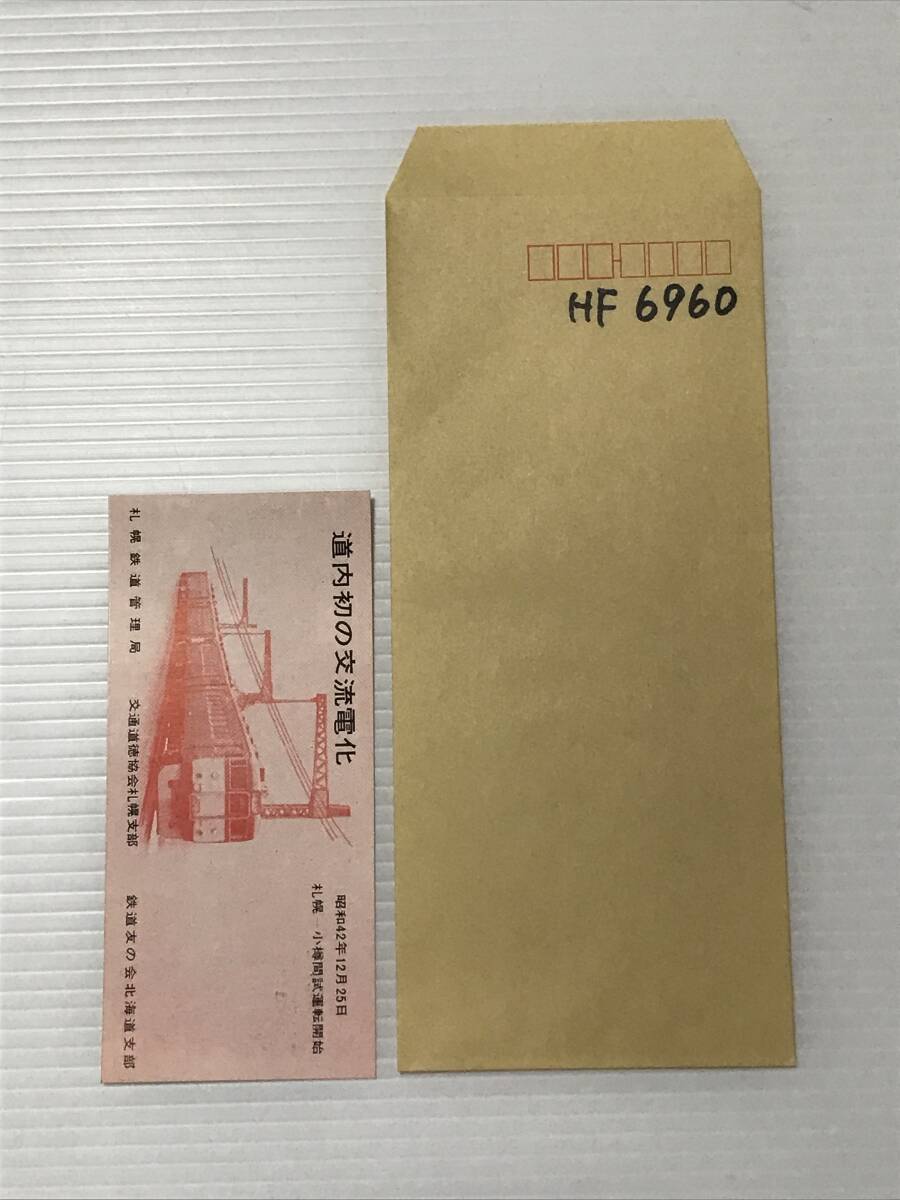 HF 6960
道内初の交流電化
昭和42年12月25日
札幌―小樽間試運転開始
札幌鉄道管理局　交通道徳協会札幌支部　鉄道友の会北海道支部